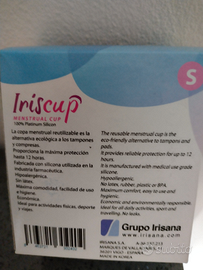 S
Iriscup
MENSTRUAL CUP
100% Platinum Silicon
La copa menstrual reutilizable es la
alternativa ecológica a los tampones
y compresas.
Proporciona la máxima protección
hasta 12 horas.
Fabricada con silicona utilizada en la
industria farmacéutica.
Hipoalergénica.
Sin látex.
Máxima comodidad, facilidad de uso
e higiene.
Económica.
Ideal para actividades físicas, deporte
y viajes.
The reusable menstrual cup is the
eco-friendly alternative to tampons and
pads.
It provides reliable protection for up to 12
hours.
It is manufactured with medical use grade
silicone.
Hypoallergenic.
No latex, rubber, plastic or BPA.
Maximum comfort, easy to use and
hygienic.
Economic and environmentally responsible.
Ideal for all daily activities, sport and
travelling. No leaks.
Grupo Irisana
www.irisana.com
IRISANA S.A.